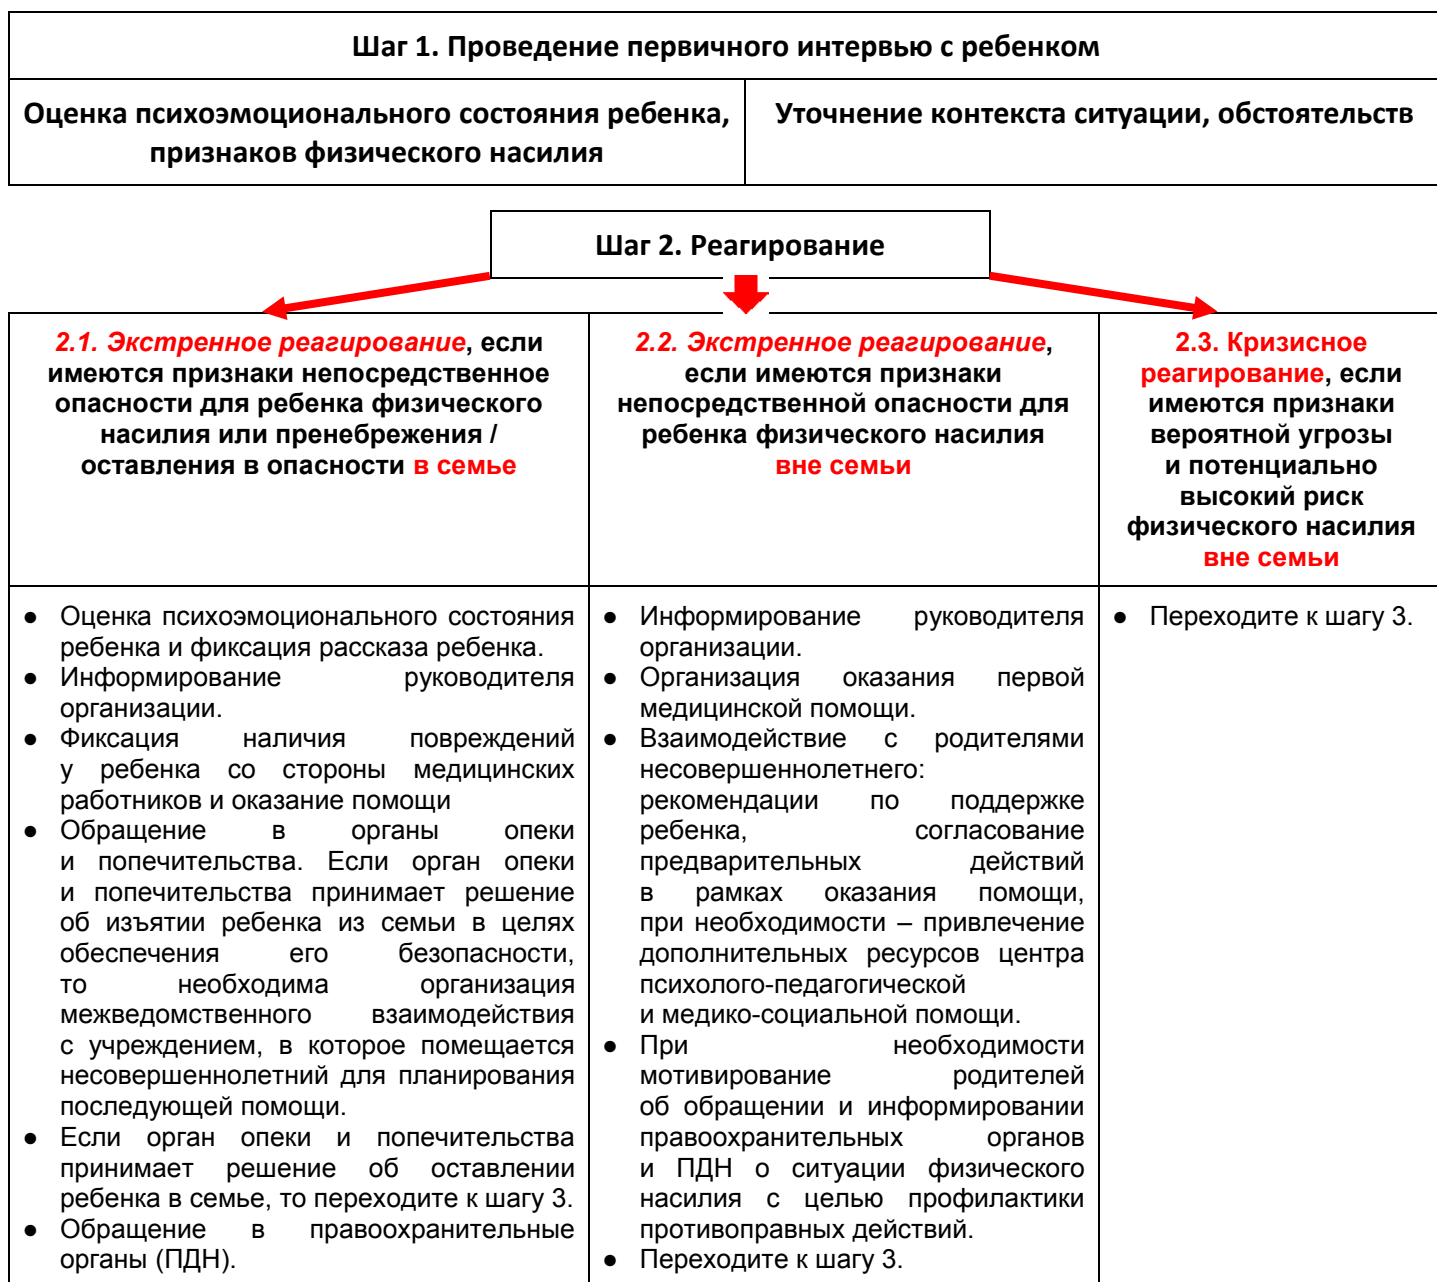 Шаг 1. Проведение первичного интервью с ребенком
Оценка психоэмоционального состояния ребенка,
признаков физического насилия
Уточнение контекста ситуации, обстоятельств
Шаг 2. Реагирование
2.1. Экстренное реагирование, если
имеются признаки непосредственное
опасности для ребенка физического
насилия или пренебрежения /
оставления в опасности в семье
2.2. Экстренное реагирование,
если имеются признаки
непосредственной опасности для
ребенка физического насилия
вне семьи
2.3. Кризисное
реагирование, если
имеются признаки
вероятной угрозы
и потенциально
высокий риск
физического насилия
вне семьи
● Оценка психоэмоционального состояния
ребенка и фиксация рассказа ребенка.
● Информирование руководителя
организации.
● Фиксация наличия повреждений
у ребенка со стороны медицинских
работников и оказание помощи
● Обращение в органы опеки
и попечительства. Если орган опеки
и попечительства принимает решение
об изъятии ребенка из семьи в целях
обеспечения его безопасности,
то необходима организация
межведомственного взаимодействия
с учреждением, в которое помещается
несовершеннолетний для планирования
последующей помощи.
● Если орган опеки и попечительства
принимает решение об оставлении
ребенка в семье, то переходите к шагу 3.
● Обращение в правоохранительные
органы (ПДН).
● Информирование руководителя
организации.
● Организация оказания первой
медицинской помощи.
● Взаимодействие с родителями
несовершеннолетнего:
рекомендации по поддержке
ребенка, согласование
предварительных действий
в рамках оказания помощи,
при необходимости – привлечение
дополнительных ресурсов центра
психолого-педагогической
и медико-социальной помощи.
● При необходимости
мотивирование родителей
об обращении и информировании
правоохранительных органов
и ПДН о ситуации физического
насилия с целью профилактики
противоправных действий.
● Переходите к шагу 3.
● Переходите к шагу 3.